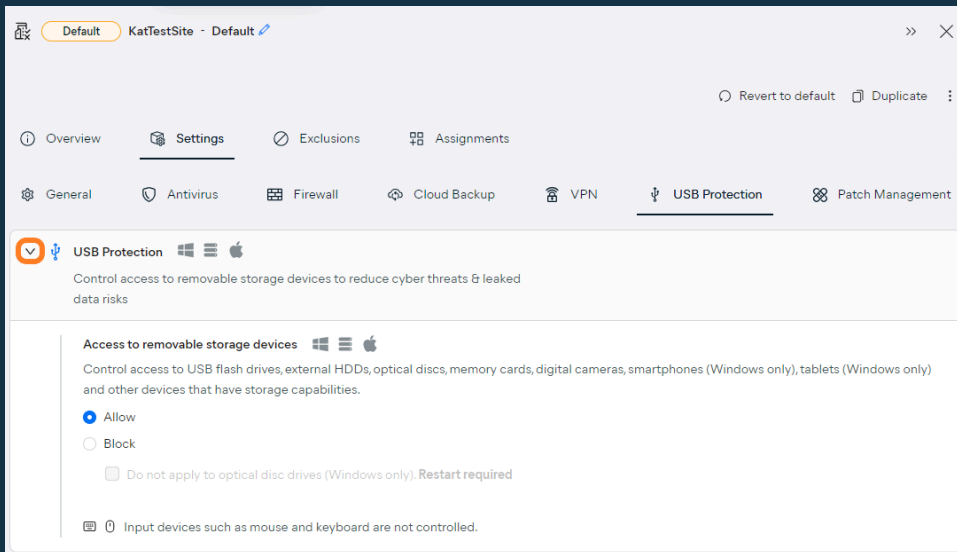 Default KatTestSite - Default
Revert to default Duplicate
Overview Settings Exclusions Assignments
General Antivirus Firewall Cloud Backup VPN USB Protection Patch Management
USB Protection
Control access to removable storage devices to reduce cyber threats & leaked
data risks
Access to removable storage devices
Control access to USB flash drives, external HDDs, optical discs, memory cards, digital cameras, smartphones (Windows only), tablets (Windows only)
and other devices that have storage capabilities.
Allow
Block
Do not apply to optical disc drives (Windows only). Restart required
Input devices such as mouse and keyboard are not controlled.